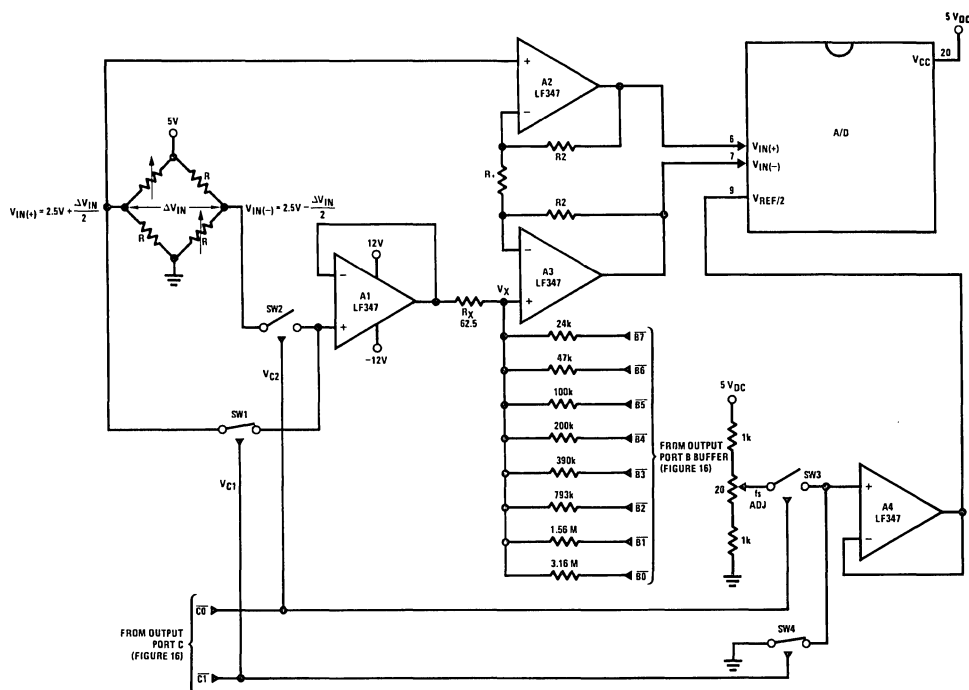 5 VDC
20
VCC
A/D
6
VIN(+)
7
VIN(−)
9
VREF/2
+
A2
LF347
−
R2
R2
−
A3
LF347
+
5V
R
R
R
ΔVIN
VIN(+) = 2.5V + ΔVIN/2
VIN(−) = 2.5V − ΔVIN/2
12V
−
A1
LF347
+
−12V
RX
62.5
VX
SW2
VC2
SW1
VC1
24k
B7
47k
B6
100k
B5
200k
B4
390k
B3
793k
B2
1.56 M
B1
3.16 M
B0
FROM OUTPUT
PORT B BUFFER
(FIGURE 16)
5 VDC
1k
20
fs
ADJ
1k
SW3
+
A4
LF347
−
SW4
FROM OUTPUT
PORT C
(FIGURE 16)
C0
C1